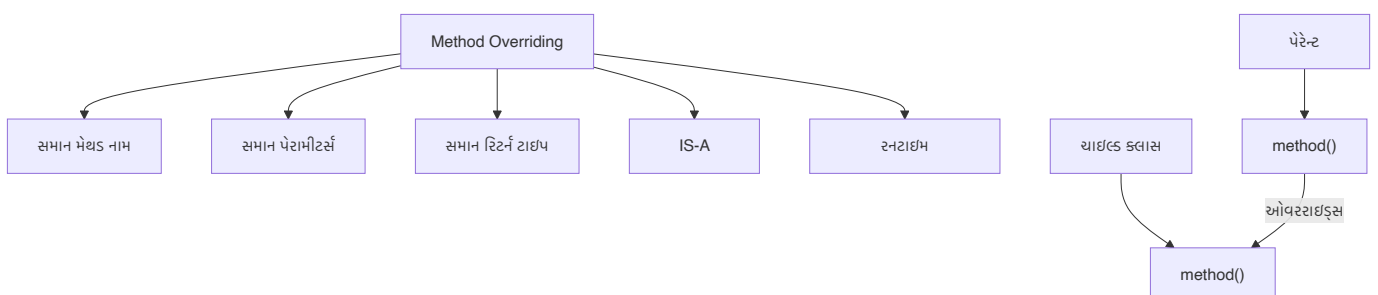 Method Overriding
પેરેન્ટ
સમાન મેથડ નામ
સમાન પેરામીટર્સ
સમાન રિટર્ન ટાઇપ
IS-A
રનટાઇમ
ચાઇલ્ડ ક્લાસ
method()
ઓવરરાઇડ્સ
method()